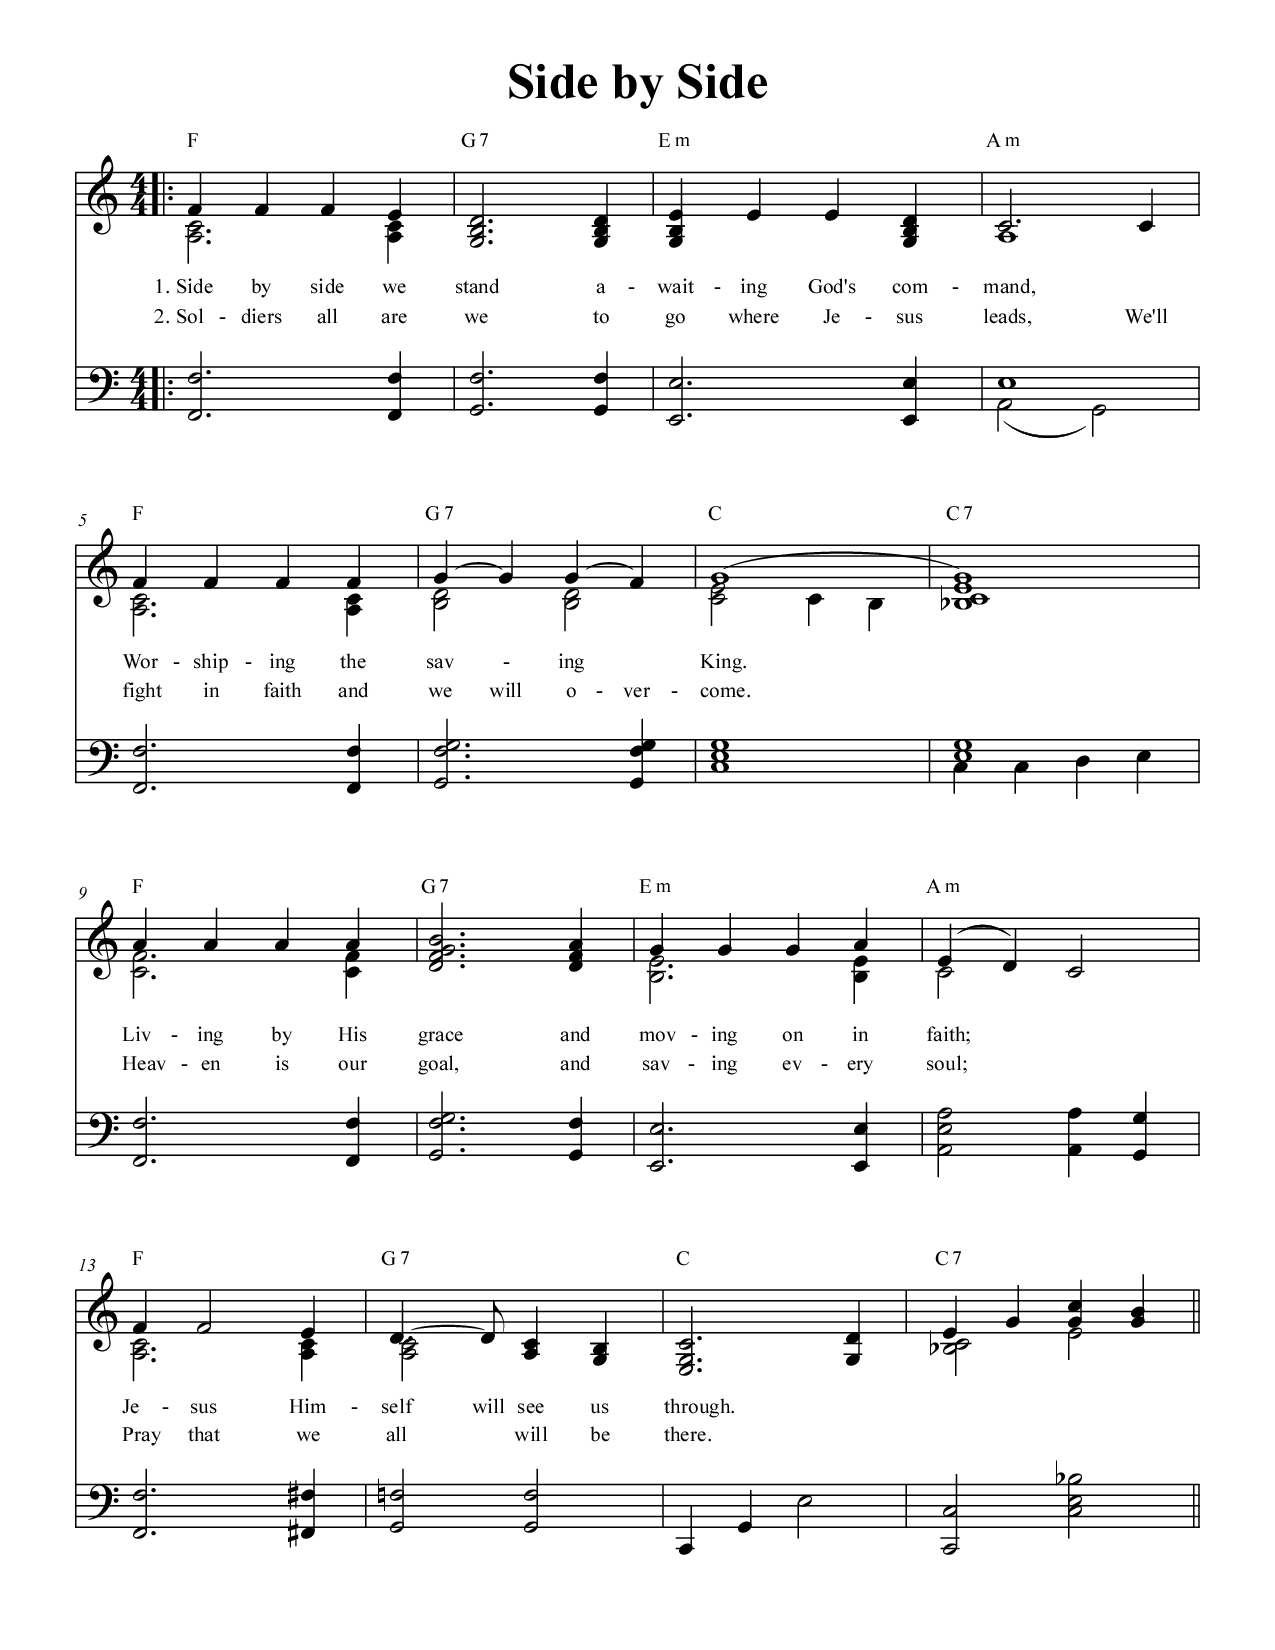 Side by Side
F G7 Em Am
4 4
1. Side by side we stand a - wait - ing God's com - mand,
2. Sol - diers all are we to go where Je - sus leads, We'll
4 4
5 F G7 C C7
Wor - ship - ing the sav - ing King.
fight in faith and we will o - ver - come.
9 F G7 Em Am
Liv - ing by His grace and mov - ing on in faith;
Heav - en is our goal, and sav - ing ev - ery soul;
13 F G7 C C7
Je - sus Him - self will see us through.
Pray that we all will be there.